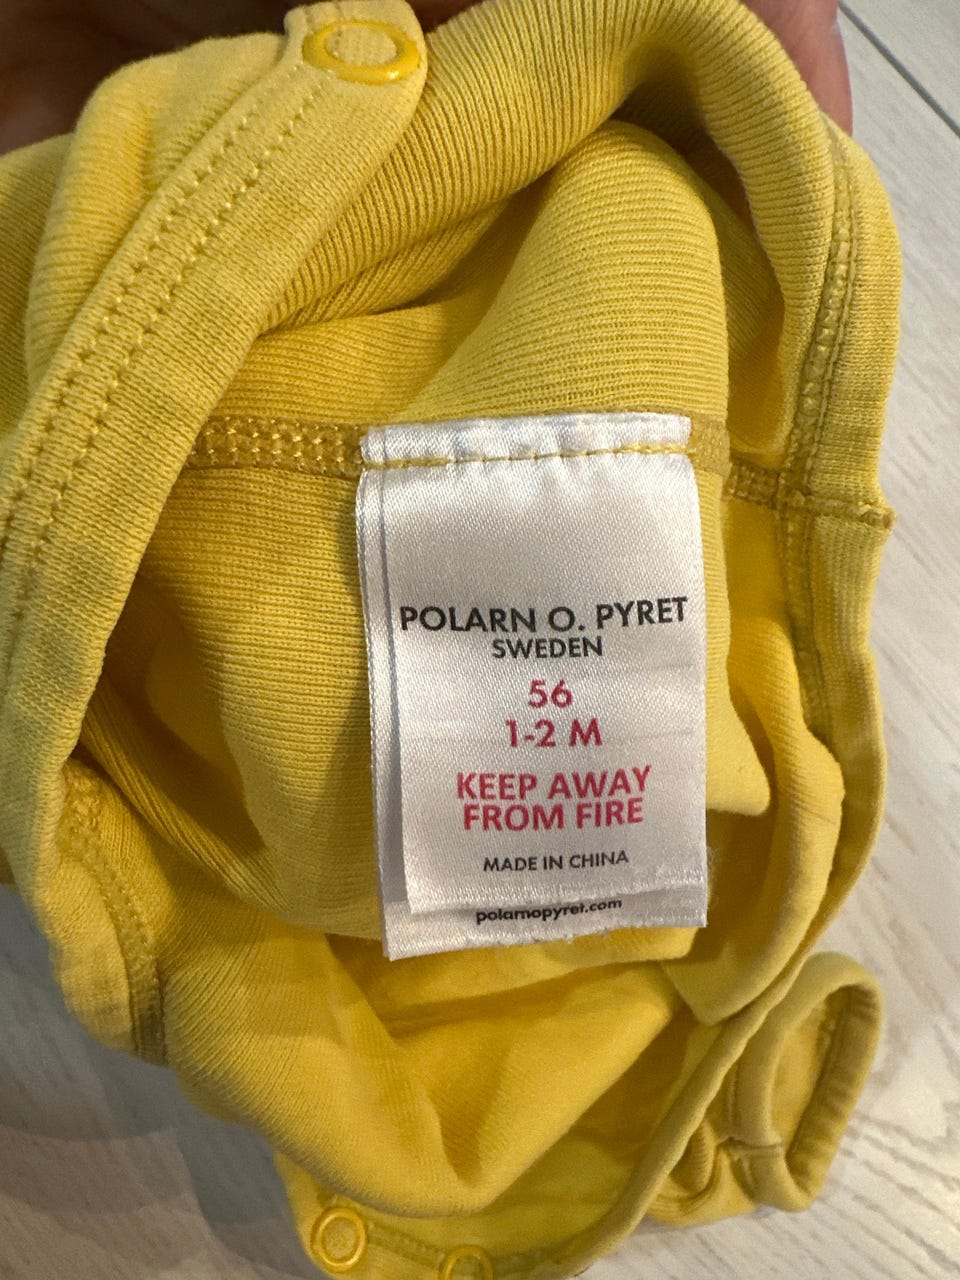 POLARN O. PYRET
SWEDEN
56
1-2 M
KEEP AWAY
FROM FIRE
MADE IN CHINA
polarnopyret.com